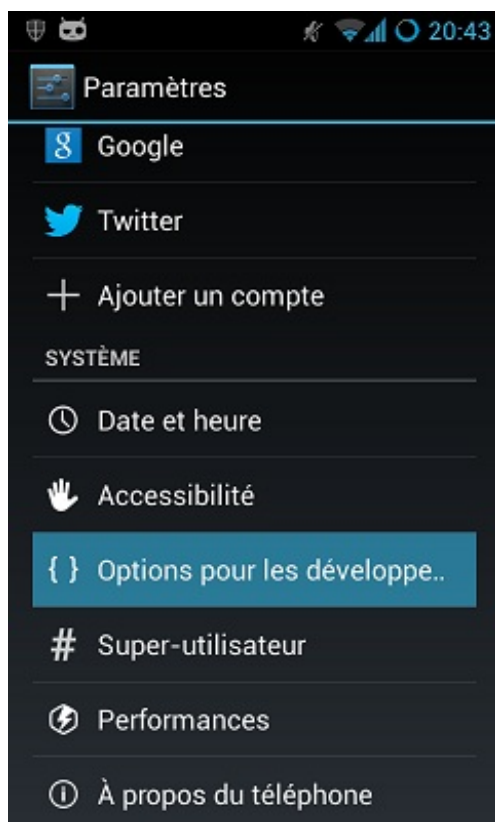 20:43
Paramètres
Google
Twitter
Ajouter un compte
SYSTÈME
Date et heure
Accessibilité
{ } Options pour les développe..
# Super-utilisateur
Performances
À propos du téléphone